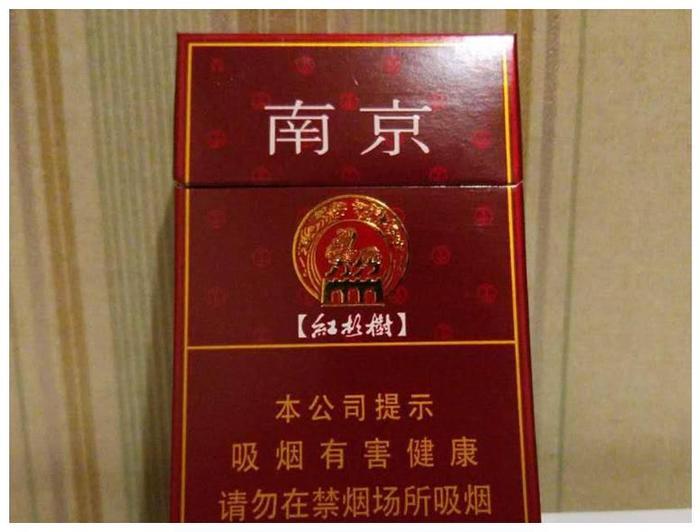 南京
【紅杉樹】
本公司提示
吸烟有害健康
请勿在禁烟场所吸烟